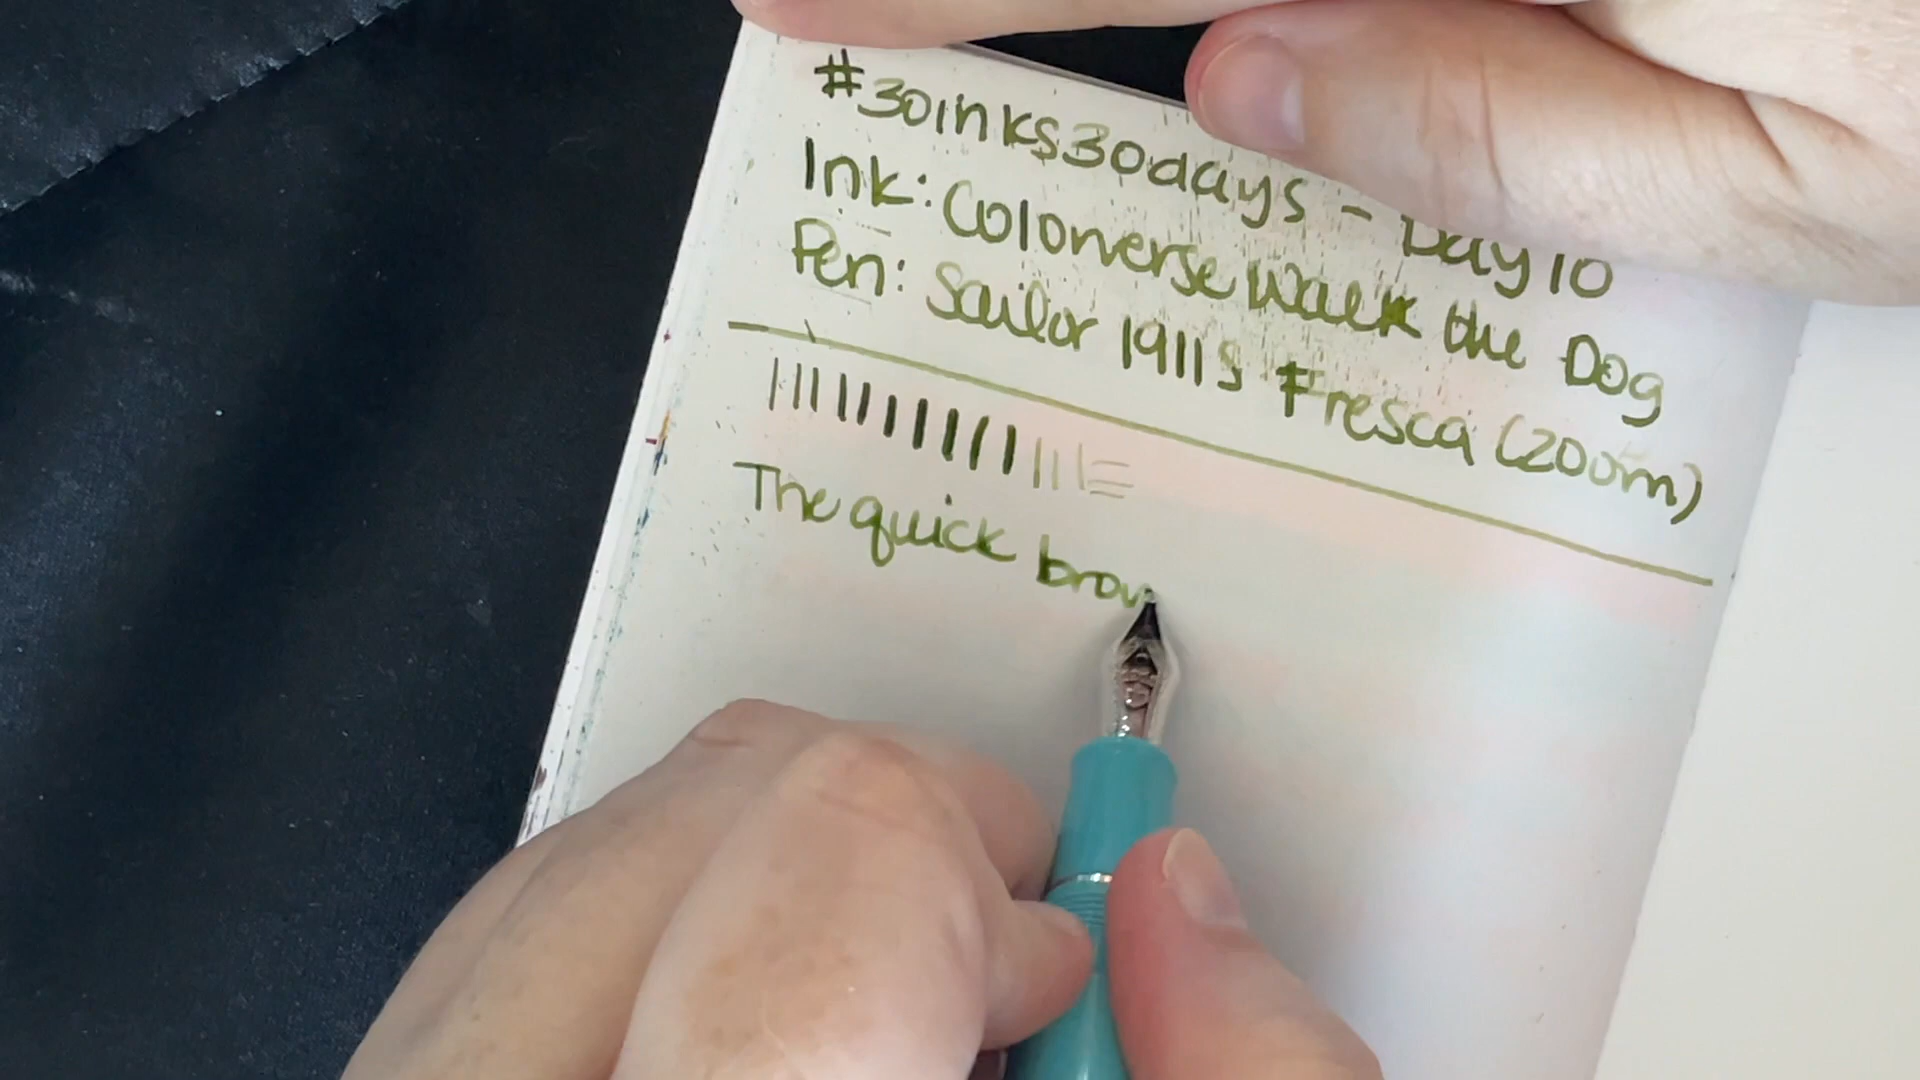 #30inks30days - Day 10
Ink: Colorverse Walk the Dog
Pen: Sailor 1911s Fresca (zoom)
The quick brow